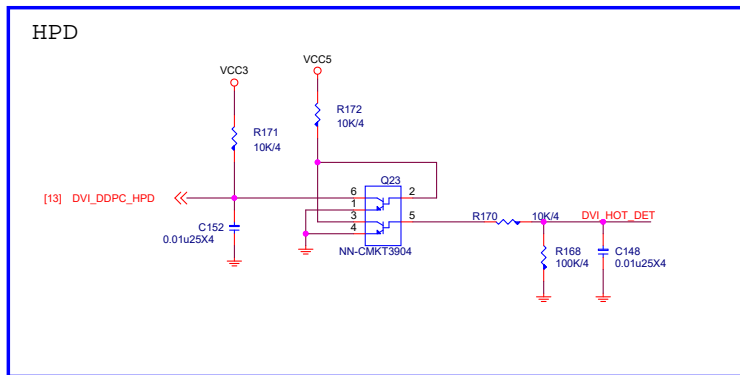 HPD
VCC3
VCC5
R171
10K/4
R172
10K/4
[13] DVI_DDPC_HPD
Q23
6
1
3
4
2
5
C152
0.01u25X4
NN-CMKT3904
R170
10K/4
DVI_HOT_DET
R168
100K/4
C148
0.01u25X4